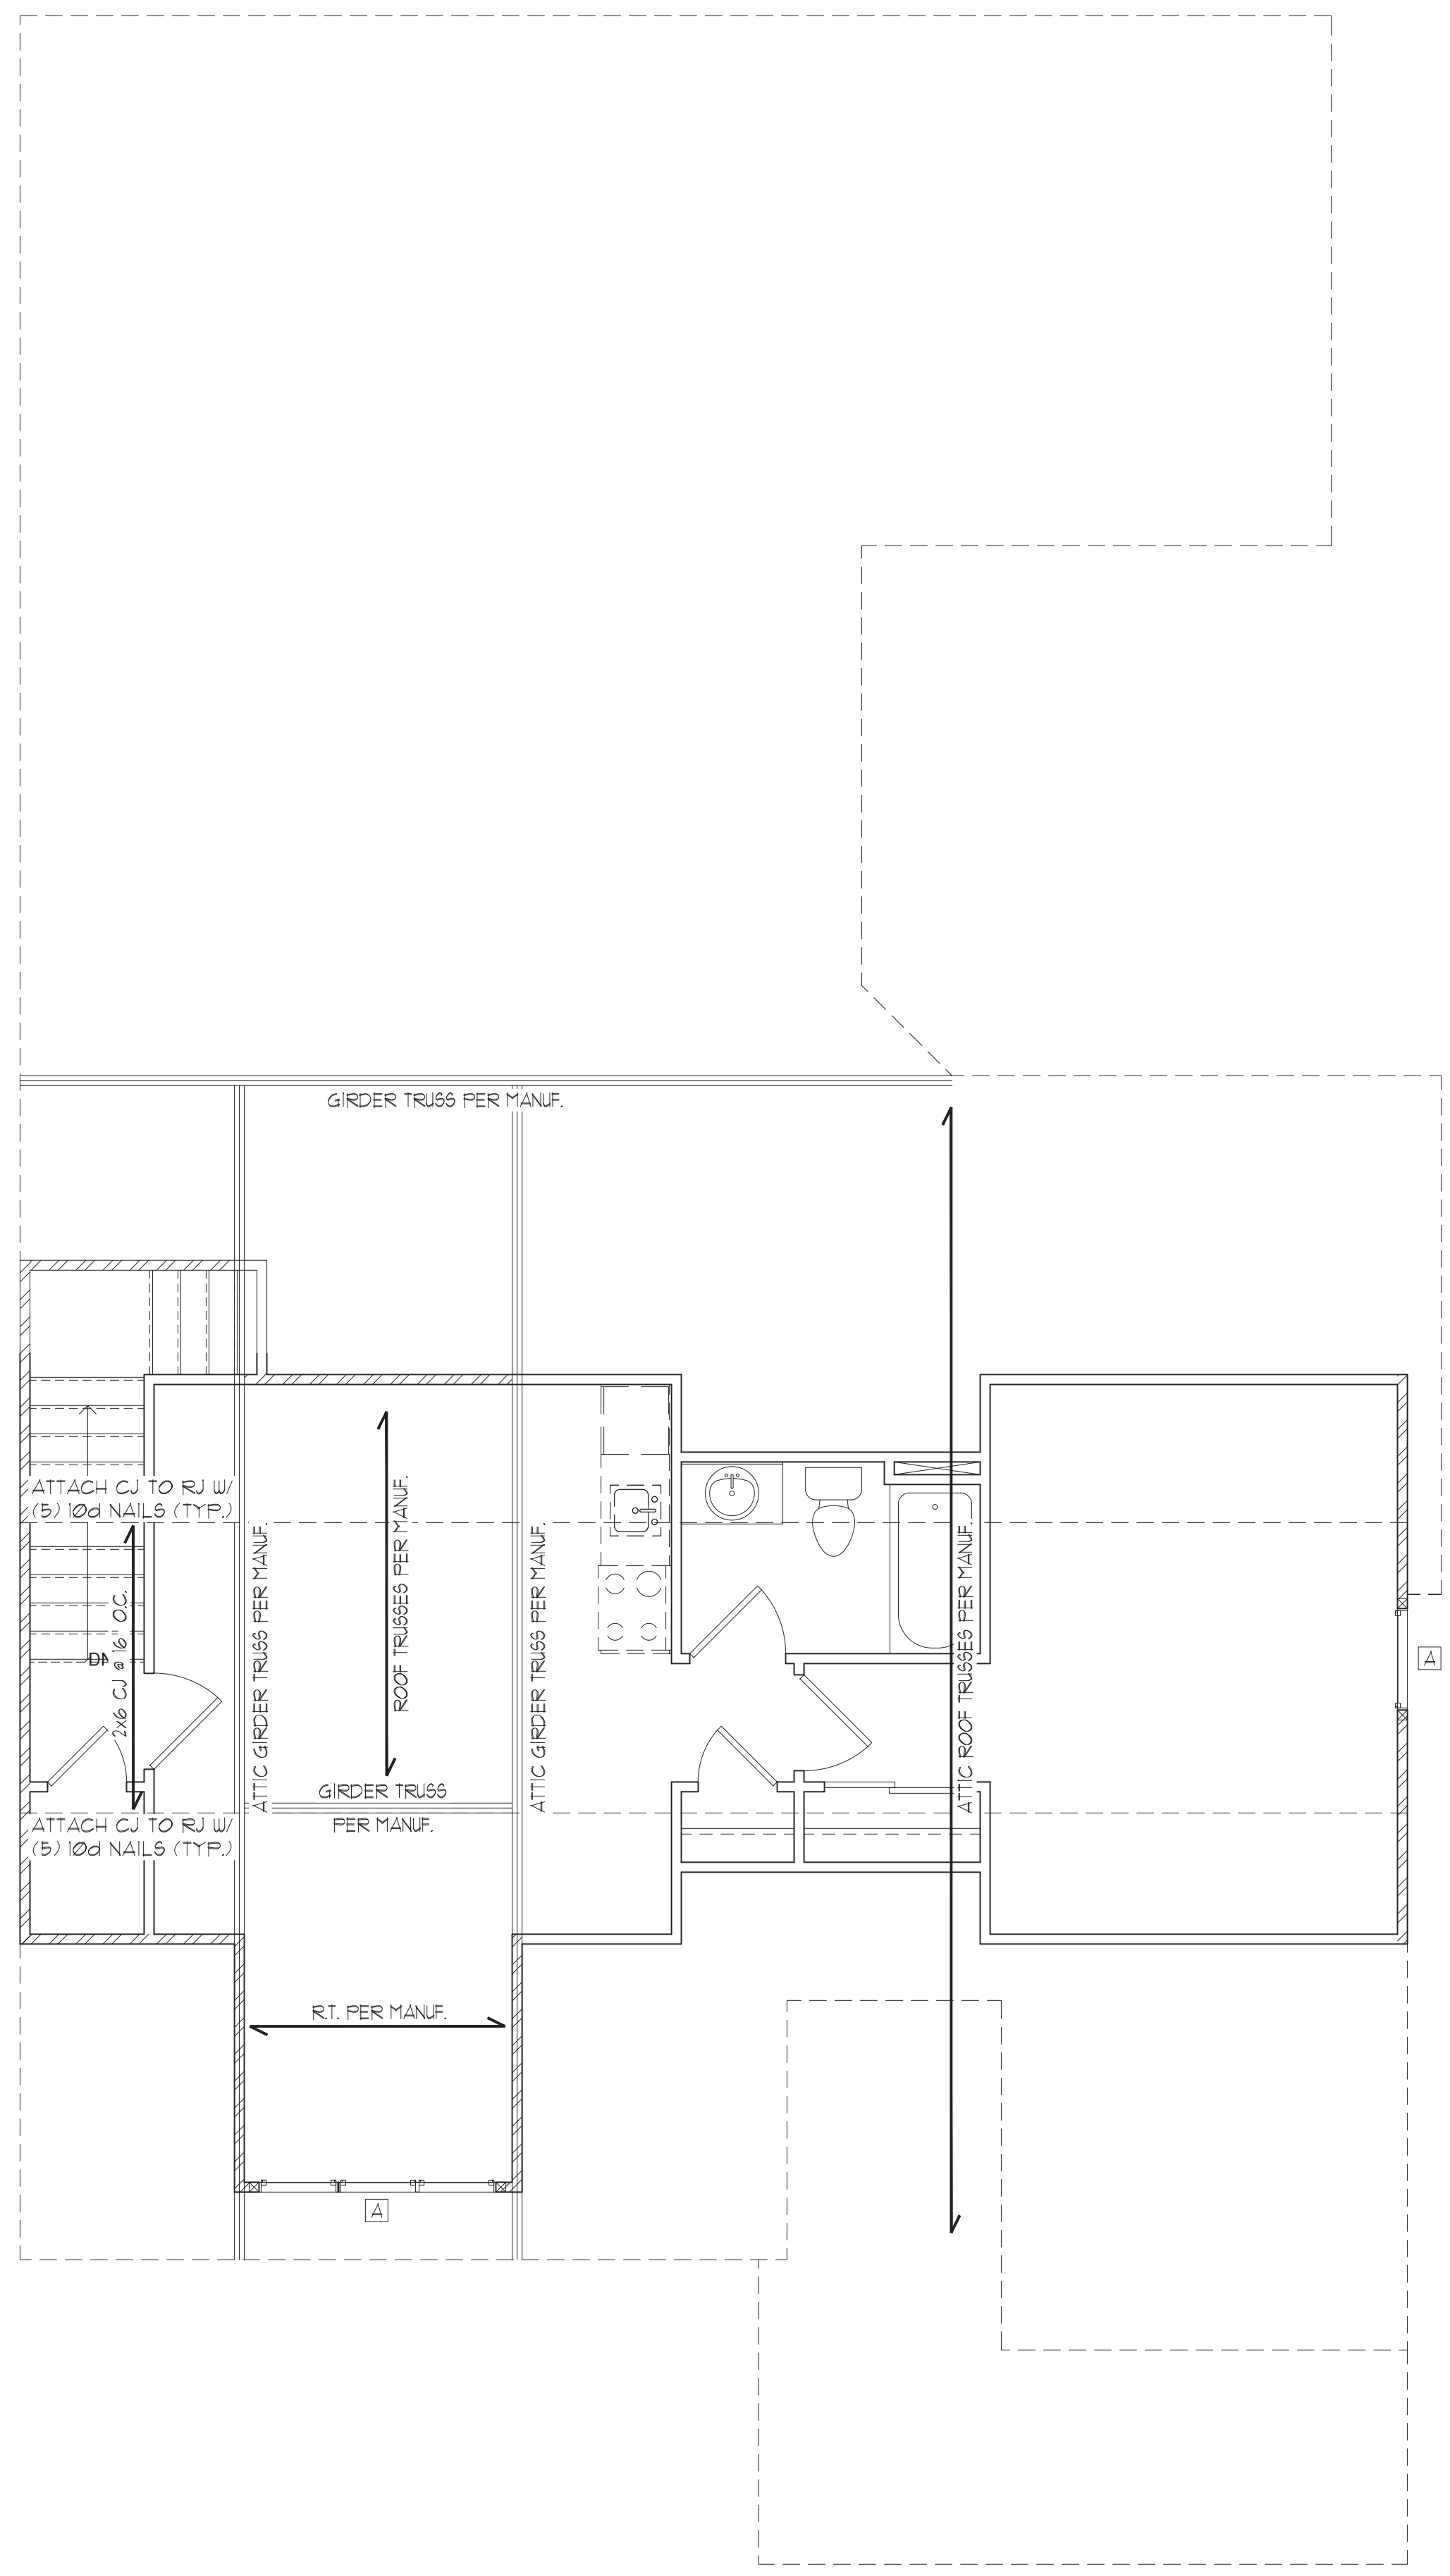 GIRDER TRUSS PER MANUF.
ATTACH CJ TO RJ W/
(5) 10d NAILS (TYP.)
2x6 CJ @ 16 O.C.
ATTIC GIRDER TRUSS PER MANUF.
ROOF TRUSSES PER MANUF.
ATTIC GIRDER TRUSS PER MANUF.
ATTIC ROOF TRUSSES PER MANUF.
A
GIRDER TRUSS
PER MANUF.
ATTACH CJ TO RJ W/
(5) 10d NAILS (TYP.)
R.T. PER MANUF.
A